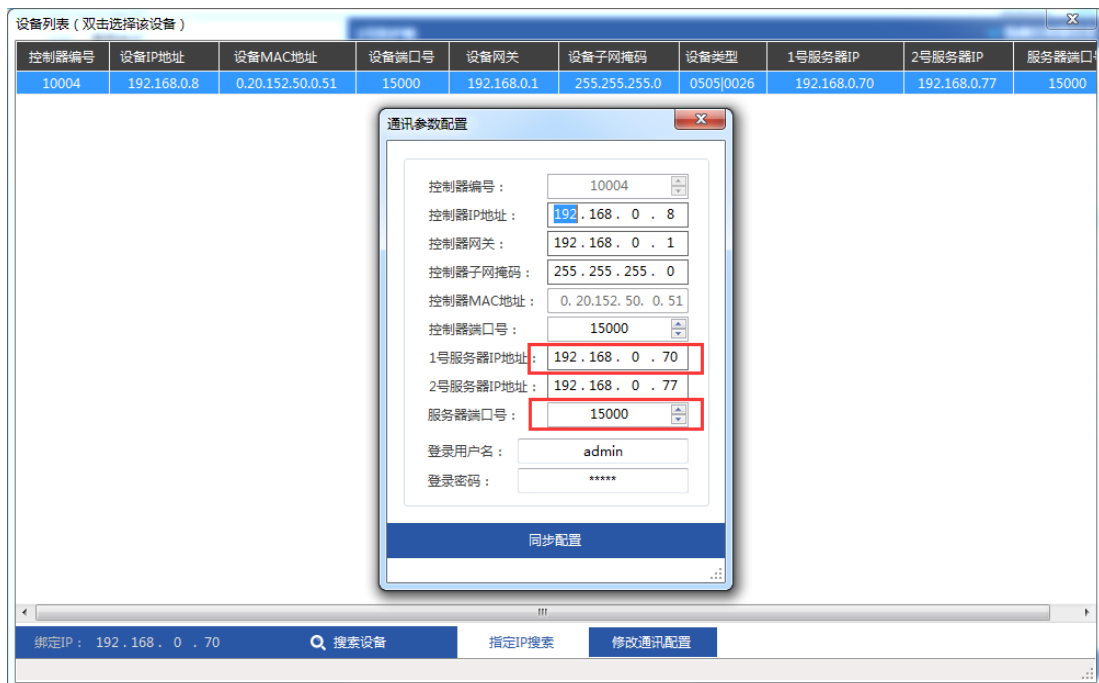 设备列表（双击选择该设备）
控制器编号 设备IP地址 设备MAC地址 设备端口号 设备网关 设备子网掩码 设备类型 1号服务器IP 2号服务器IP 服务器端口号
10004 192.168.0.8 0.20.152.50.0.51 15000 192.168.0.1 255.255.255.0 0505|0026 192.168.0.70 192.168.0.77 15000
通讯参数配置
控制器编号： 10004
控制器IP地址： 192 . 168 . 0 . 8
控制器网关： 192 . 168 . 0 . 1
控制器子网掩码： 255 . 255 . 255 . 0
控制器MAC地址： 0. 20.152. 50. 0. 51
控制器端口号： 15000
1号服务器IP地址： 192 . 168 . 0 . 70
2号服务器IP地址： 192 . 168 . 0 . 77
服务器端口号： 15000
登录用户名： admin
登录密码： *****
同步配置
绑定IP： 192 . 168 . 0 . 70 搜索设备 指定IP搜索 修改通讯配置